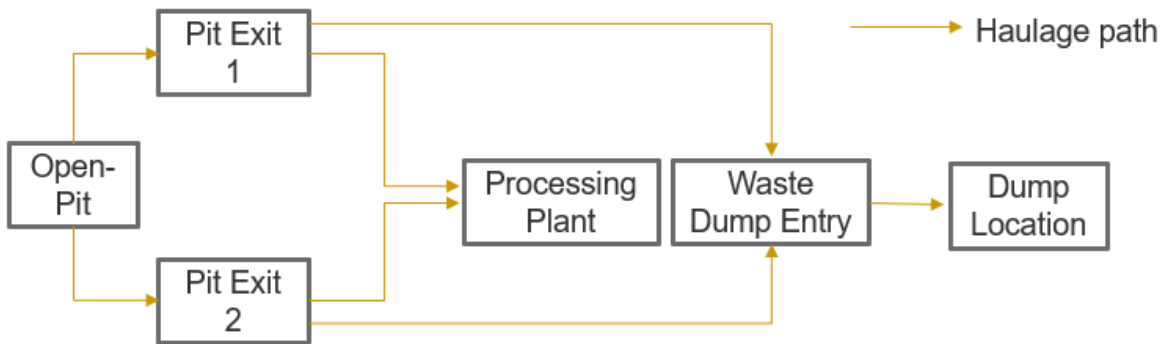 Pit Exit
1
Haulage path
Open-
Pit
Processing
Plant
Waste
Dump Entry
Dump
Location
Pit Exit
2